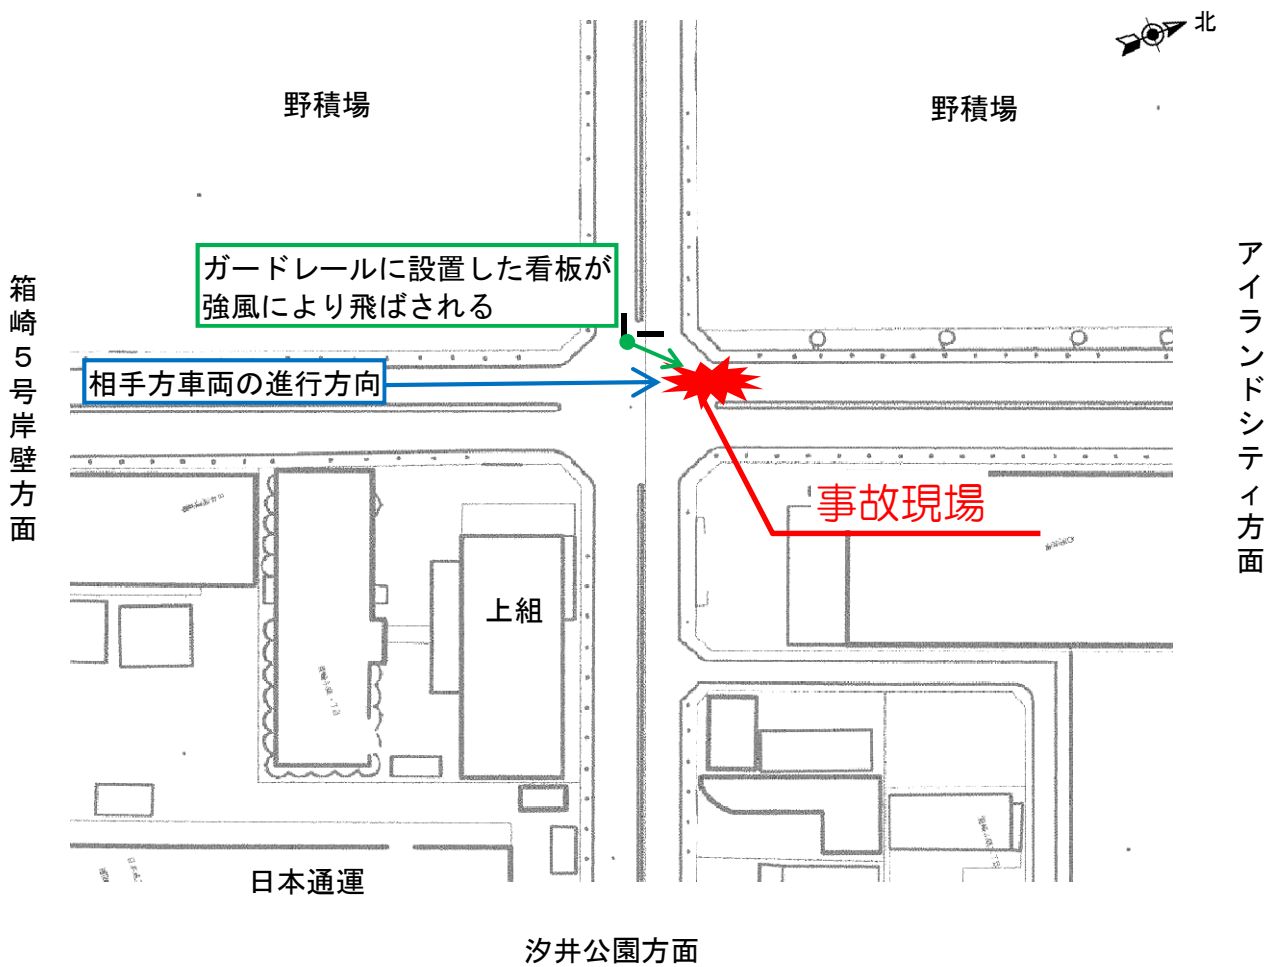 北
野積場
野積場
ガードレールに設置した看板が
強風により飛ばされる
箱崎５号岸壁方面
アイランドシティ方面
相手方車両の進行方向
事故現場
上組
日本通運
汐井公園方面